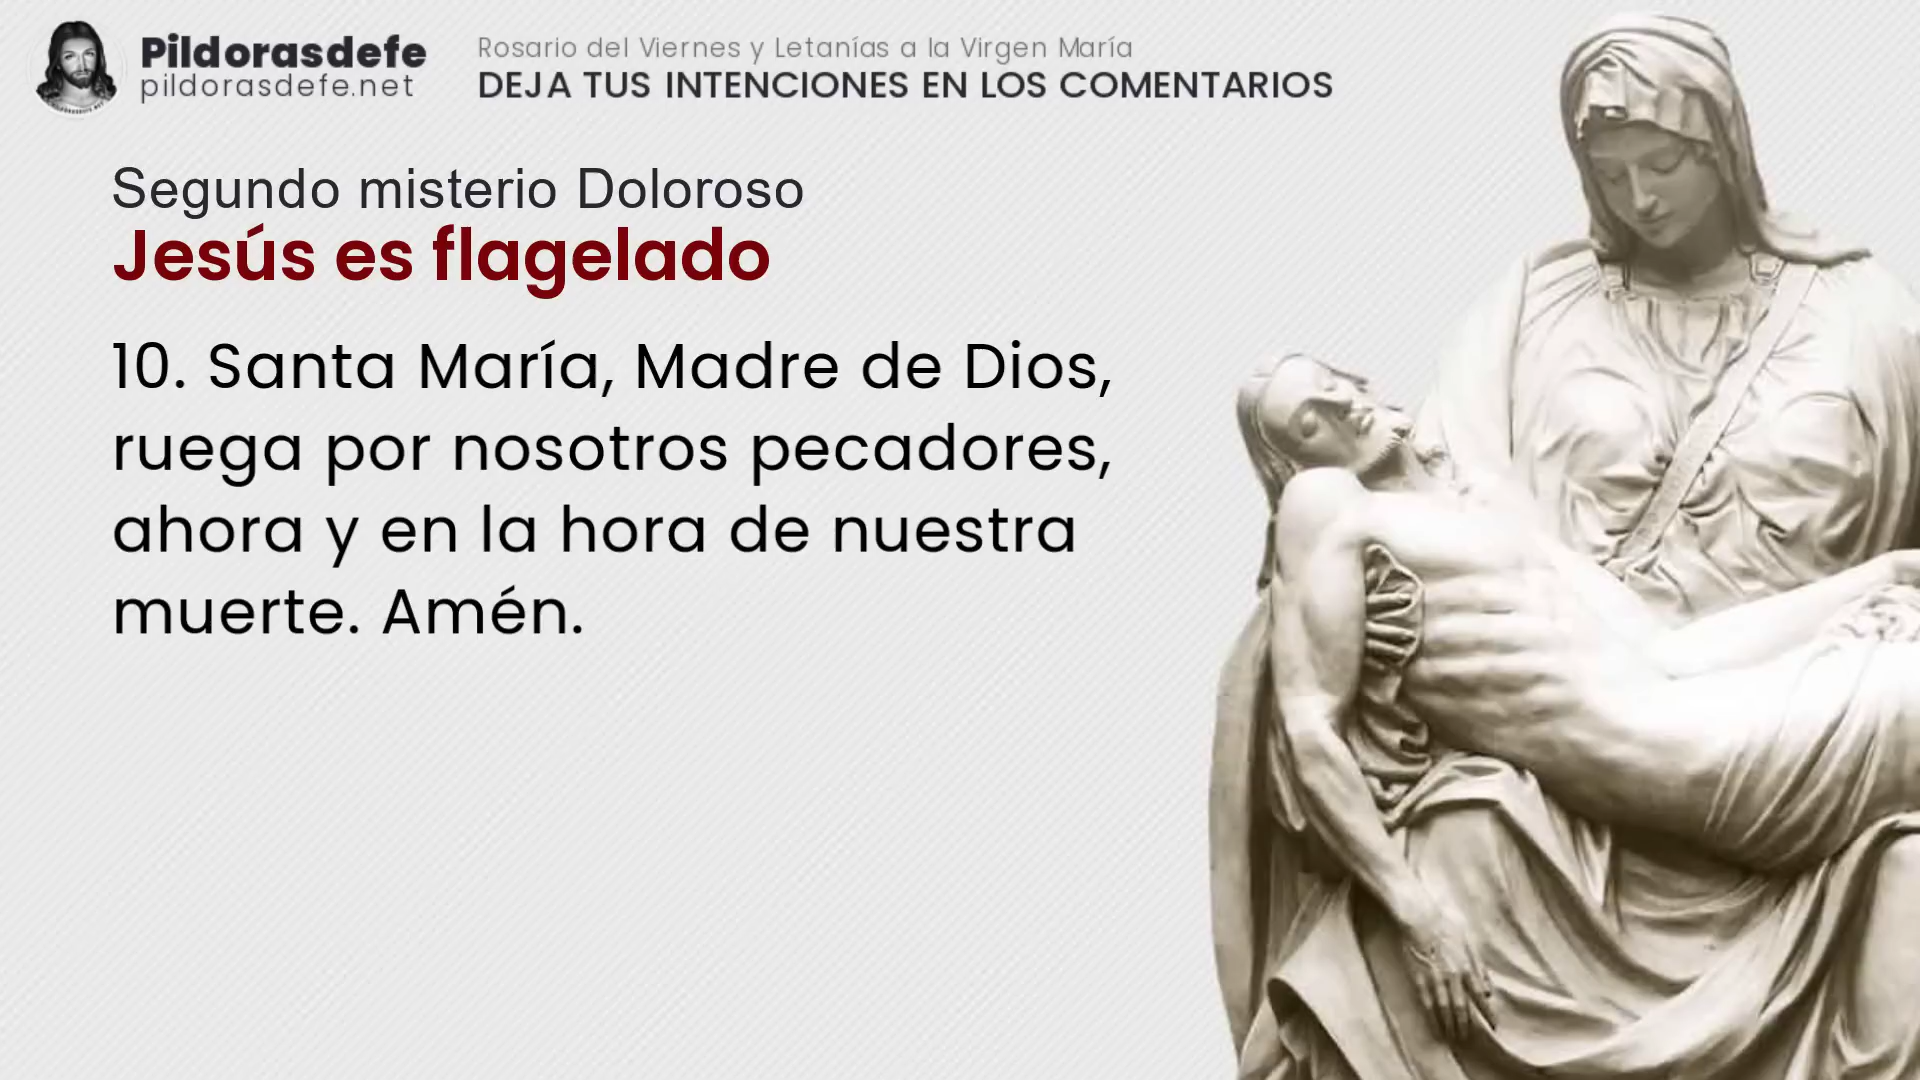 Pildorasdefe
pildorasdefe.net
Rosario del Viernes y Letanías a la Virgen María
DEJA TUS INTENCIONES EN LOS COMENTARIOS
Segundo misterio Doloroso
Jesús es flagelado
10. Santa María, Madre de Dios,
ruega por nosotros pecadores,
ahora y en la hora de nuestra
muerte. Amén.